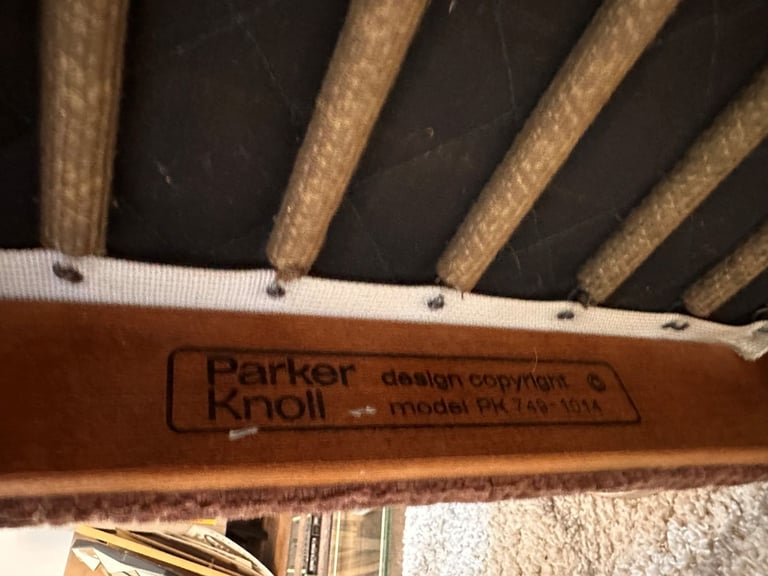 Parker
Knoll
design copyright ©
model PK 749-1014